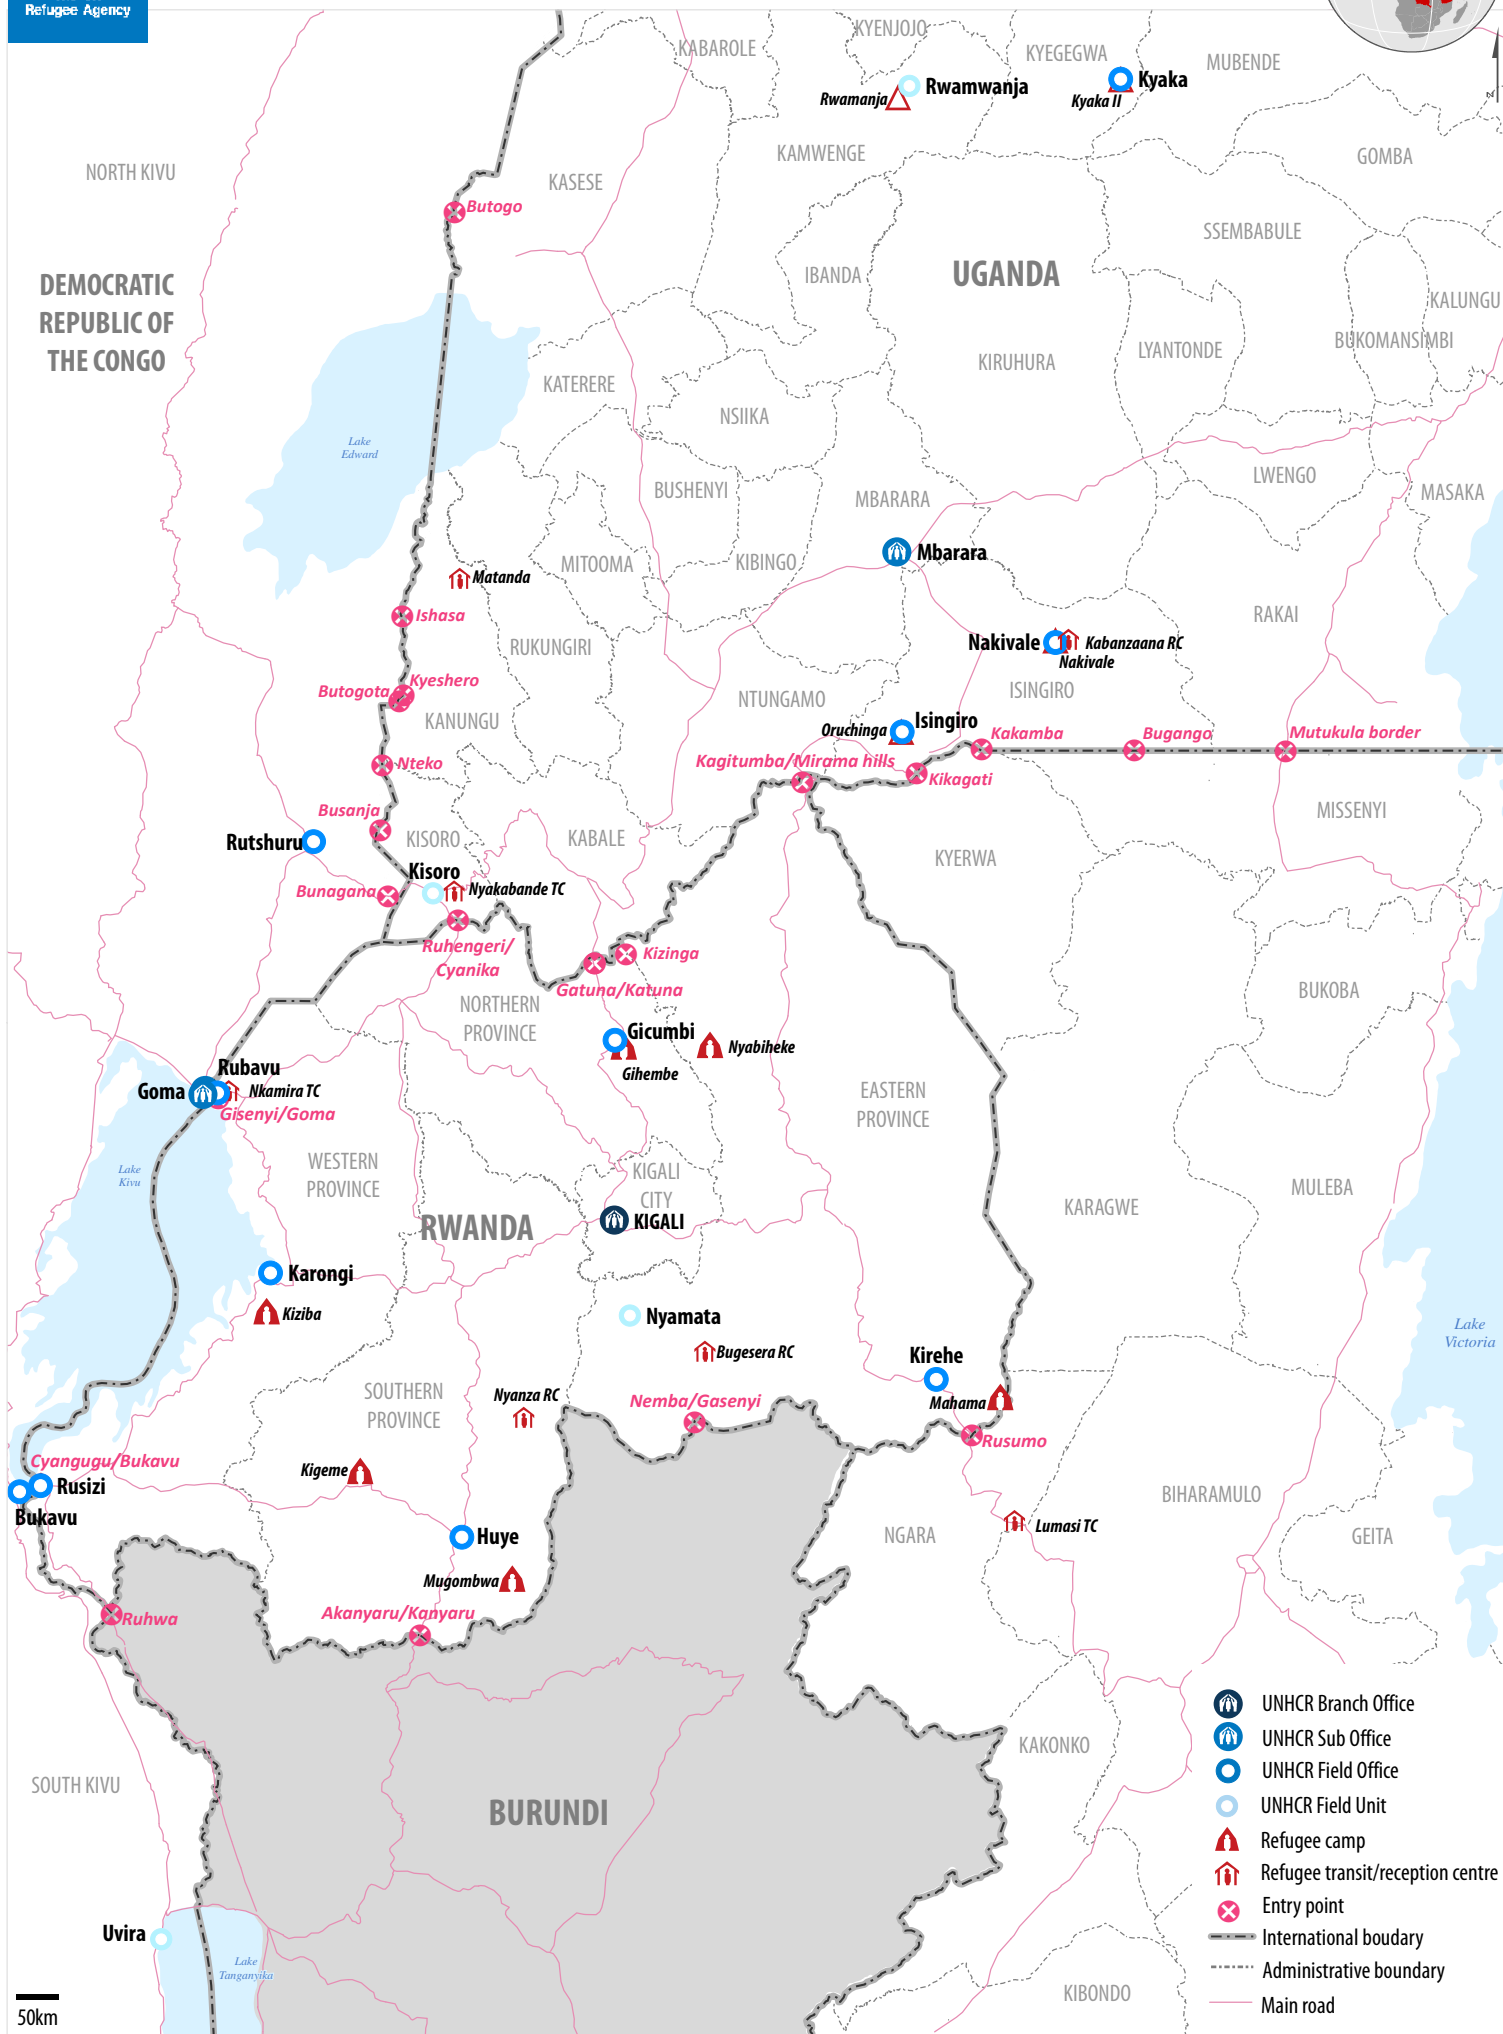 Refugee Agency
KYENJOJO
KABAROLE
KYEGEGWA
MUBENDE
Rwamwanja
Kyaka
Rwamanja
Kyaka II
N
KAMWENGE
GOMBA
NORTH KIVU
KASESE
Butogo
SSEMBABULE
DEMOCRATIC
REPUBLIC OF
THE CONGO
IBANDA
UGANDA
KALUNGU
BUKOMANSIMBI
LYANTONDE
KIRUHURA
KATERERE
NSIIKA
Lake
Edward
LWENGO
BUSHENYI
MBARARA
MASAKA
Mbarara
MITOOMA
KIBINGO
Matanda
Ishasa
RAKAI
RUKUNGIRI
Nakivale
Kabanzaana RC
Nakivale
Kyeshero
Butogota
NTUNGAMO
ISINGIRO
KANUNGU
Isingiro
Oruchinga
Kakamba
Bugango
Mutukula border
Nteko
Kagitumba/Mirama hills
Kikagati
Busanja
MISSENYI
Rutshuru
KISORO
KABALE
KYERWA
Kisoro
Bunagana
Nyakabande TC
Ruhengeri/
Cyanika
Kizinga
Gatuna/Katuna
NORTHERN
PROVINCE
BUKOBA
Gicumbi
Nyabiheke
Gihembe
Rubavu
Goma
Nkamira TC
Gisenyi/Goma
EASTERN
PROVINCE
Lake
Kivu
WESTERN
PROVINCE
KIGALI
CITY
MULEBA
KARAGWE
RWANDA
KIGALI
Karongi
Kiziba
Nyamata
Lake
Victoria
Bugesera RC
Kirehe
SOUTHERN
PROVINCE
Nyanza RC
Nemba/Gasenyi
Mahama
Rusumo
Cyangugu/Bukavu
Kigeme
Rusizi
BIHARAMULO
Bukavu
Huye
NGARA
Lumasi TC
GEITA
Mugombwa
Akanyaru/Kanyaru
Ruhwa
UNHCR Branch Office
UNHCR Sub Office
KAKONKO
UNHCR Field Office
SOUTH KIVU
UNHCR Field Unit
BURUNDI
Refugee camp
Refugee transit/reception centre
Entry point
Uvira
International boudary
Lake
Tanganyika
Administrative boundary
KIBONDO
Main road
50km